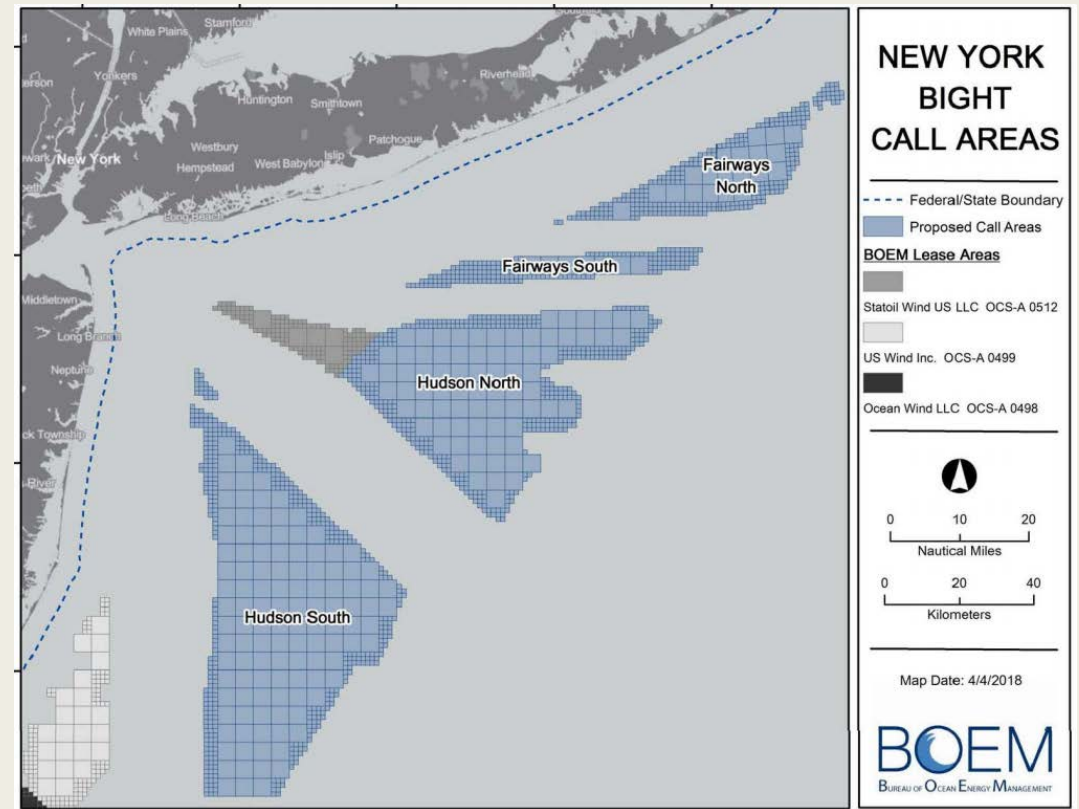 Stamford
White Plains
Yonkers
Riverhead
Huntington
Smithtown
Patchogue
Westbury
Islip
New York
Hempstead
West Babylon
Long Beach
Middletown
Long Branch
Neptune
River
Fairways
North
Fairways South
Hudson North
Hudson South
NEW YORK
BIGHT
CALL AREAS
Federal/State Boundary
Proposed Call Areas
BOEM Lease Areas
Statoil Wind US LLC OCS-A 0512
US Wind Inc. OCS-A 0499
Ocean Wind LLC OCS-A 0498
0 10 20
Nautical Miles
0 20 40
Kilometers
Map Date: 4/4/2018
BOEM
BUREAU OF OCEAN ENERGY MANAGEMENT